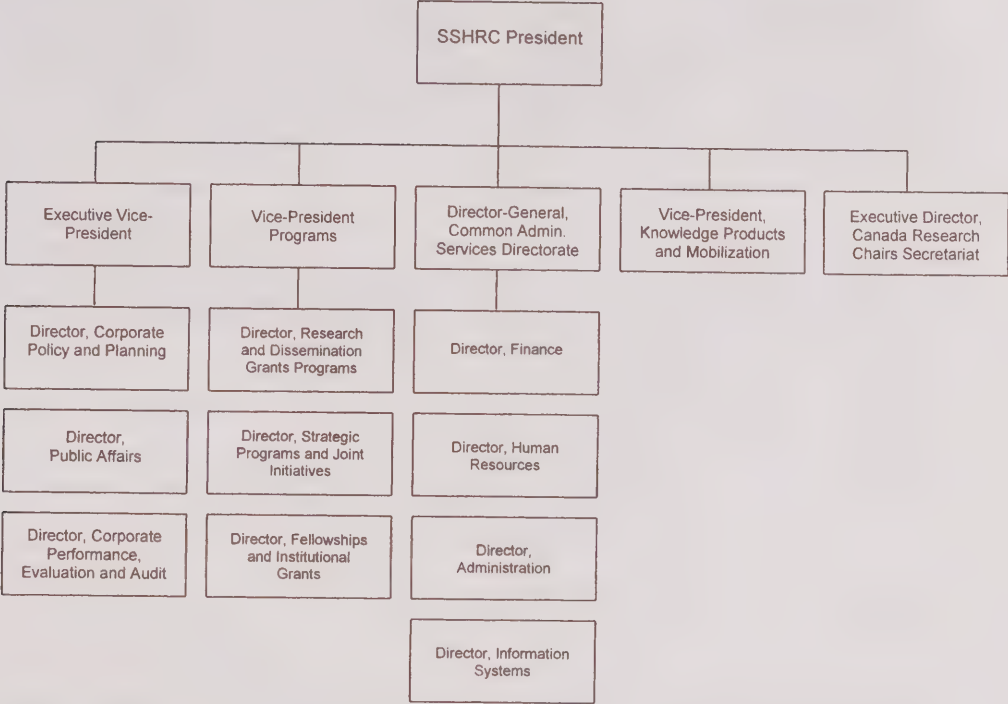 SSHRC President
Executive Vice-
President
Vice-President
Programs
Director-General,
Common Admin.
Services Directorate
Vice-President,
Knowledge Products
and Mobilization
Executive Director,
Canada Research
Chairs Secretariat
Director, Corporate
Policy and Planning
Director, Research
and Dissemination
Grants Programs
Director, Finance
Director,
Public Affairs
Director, Strategic
Programs and Joint
Initiatives
Director, Human
Resources
Director, Corporate
Performance,
Evaluation and Audit
Director, Fellowships
and Institutional
Grants
Director,
Administration
Director, Information
Systems